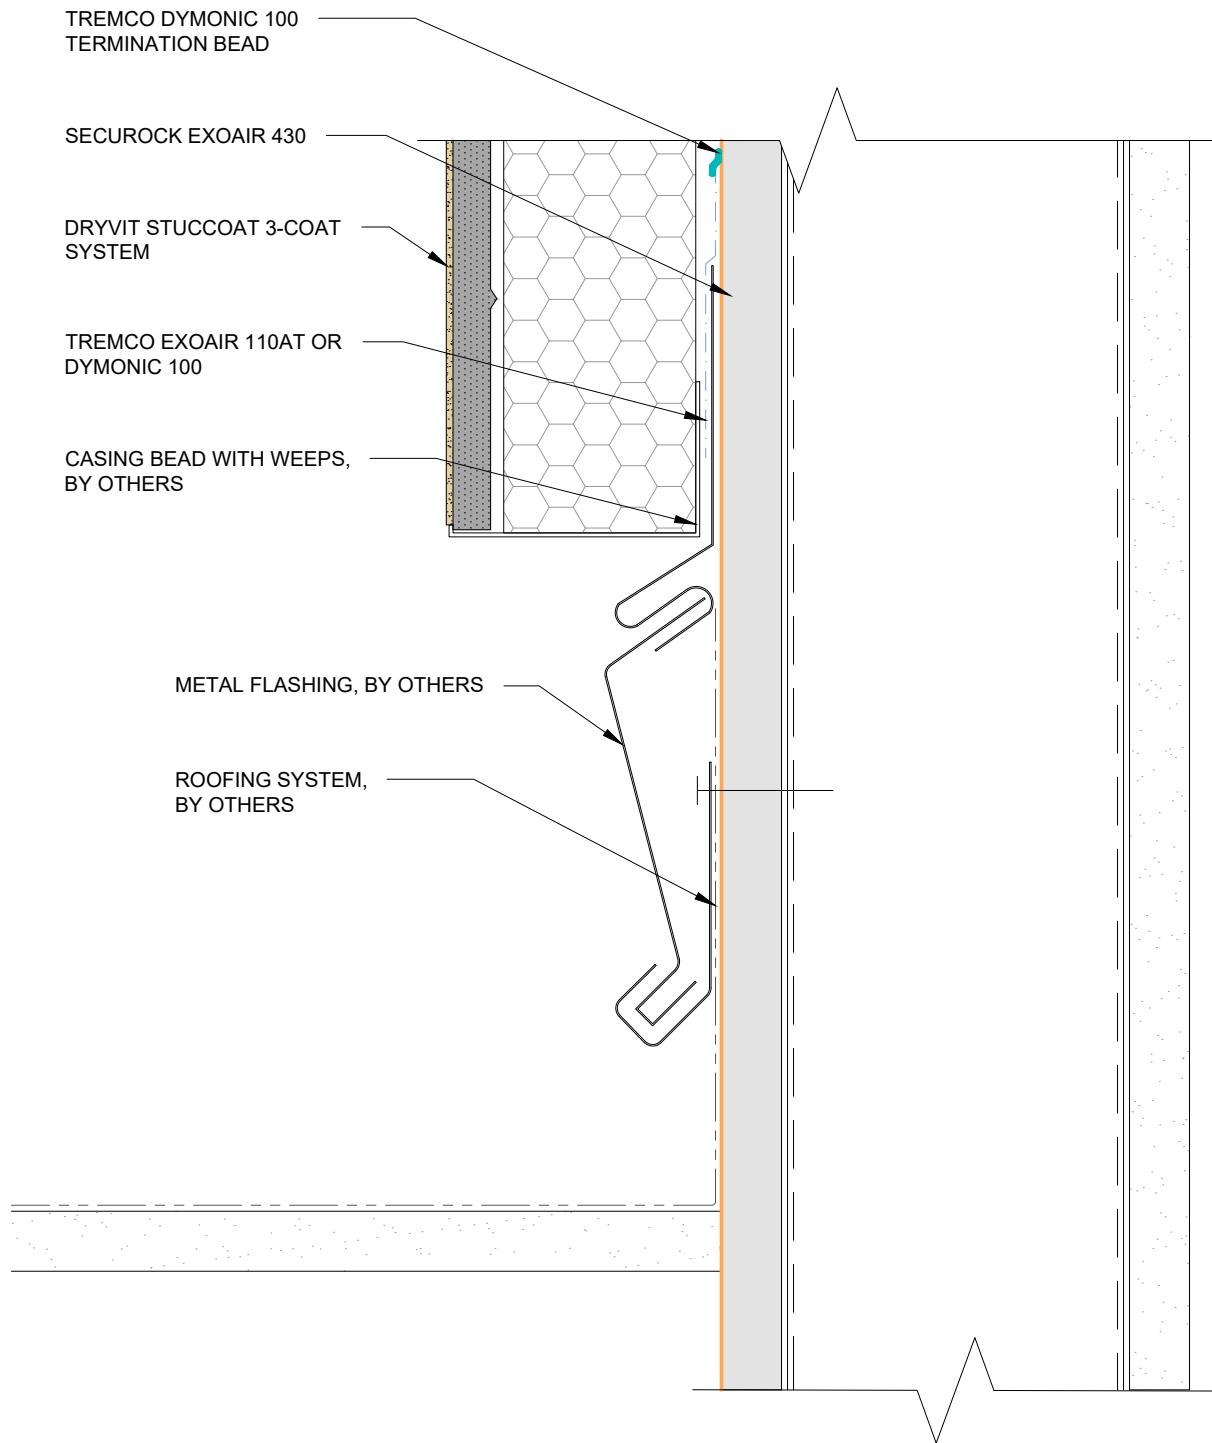 TREMCO DYMONIC 100
TERMINATION BEAD
SECUROCK EXOAIR 430
DRYVIT STUCCOAT 3-COAT
SYSTEM
TREMCO EXOAIR 110AT OR
DYMONIC 100
CASING BEAD WITH WEEPS,
BY OTHERS
METAL FLASHING, BY OTHERS
ROOFING SYSTEM,
BY OTHERS